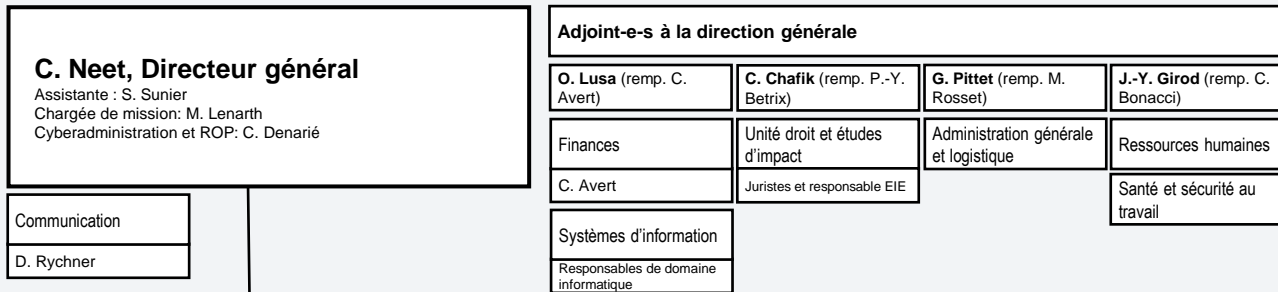 C. Neet, Directeur général
Assistante : S. Sunier
Chargée de mission: M. Lenarth
Cyberadministration et ROP: C. Denarié
Communication
D. Rychner
Adjoint-e-s à la direction générale
O. Lusa (remp. C.
Avert)
Finances
C. Avert
Systèmes d'information
Responsables de domaine
informatique
C. Chafik (remp. P.-Y.
Betrix)
Unité droit et études
d'impact
Juristes et responsable EIE
G. Pittet (remp. M.
Rosset)
Administration générale
et logistique
J.-Y. Girod (remp. C.
Bonacci)
Ressources humaines
Santé et sécurité au
travail